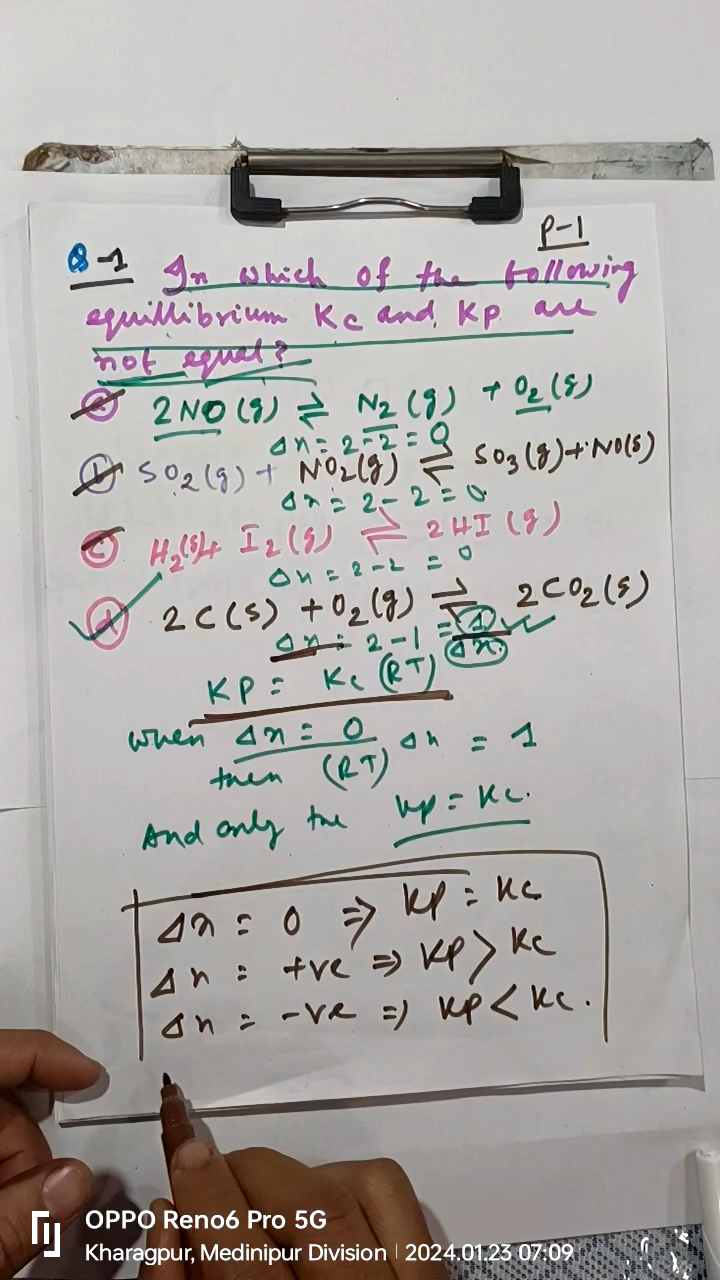 P-1
Q-1 In which of the following
equillibrium Kc and Kp are
not equal?
a 2NO(g) ⇌ N2(g) + O2(g)
Δn = 2-2 = 0
b SO2(g) + NO2(g) ⇌ SO3(g) + NO(g)
Δn = 2-2 = 0
c H2(g) + I2(g) ⇌ 2HI(g)
Δn = 2-2 = 0
d 2C(s) + O2(g) ⇌ 2CO2(g)
Δn = 2-1 = 1
Kp = Kc (RT)Δn
when Δn = 0
then (RT)Δn = 1
And only the Kp = Kc.
Δn = 0 ⇒ Kp = Kc
Δn = +ve ⇒ Kp > Kc
Δn = -ve ⇒ Kp < Kc.
OPPO Reno6 Pro 5G
Kharagpur, Medinipur Division | 2024.01.23 07:09